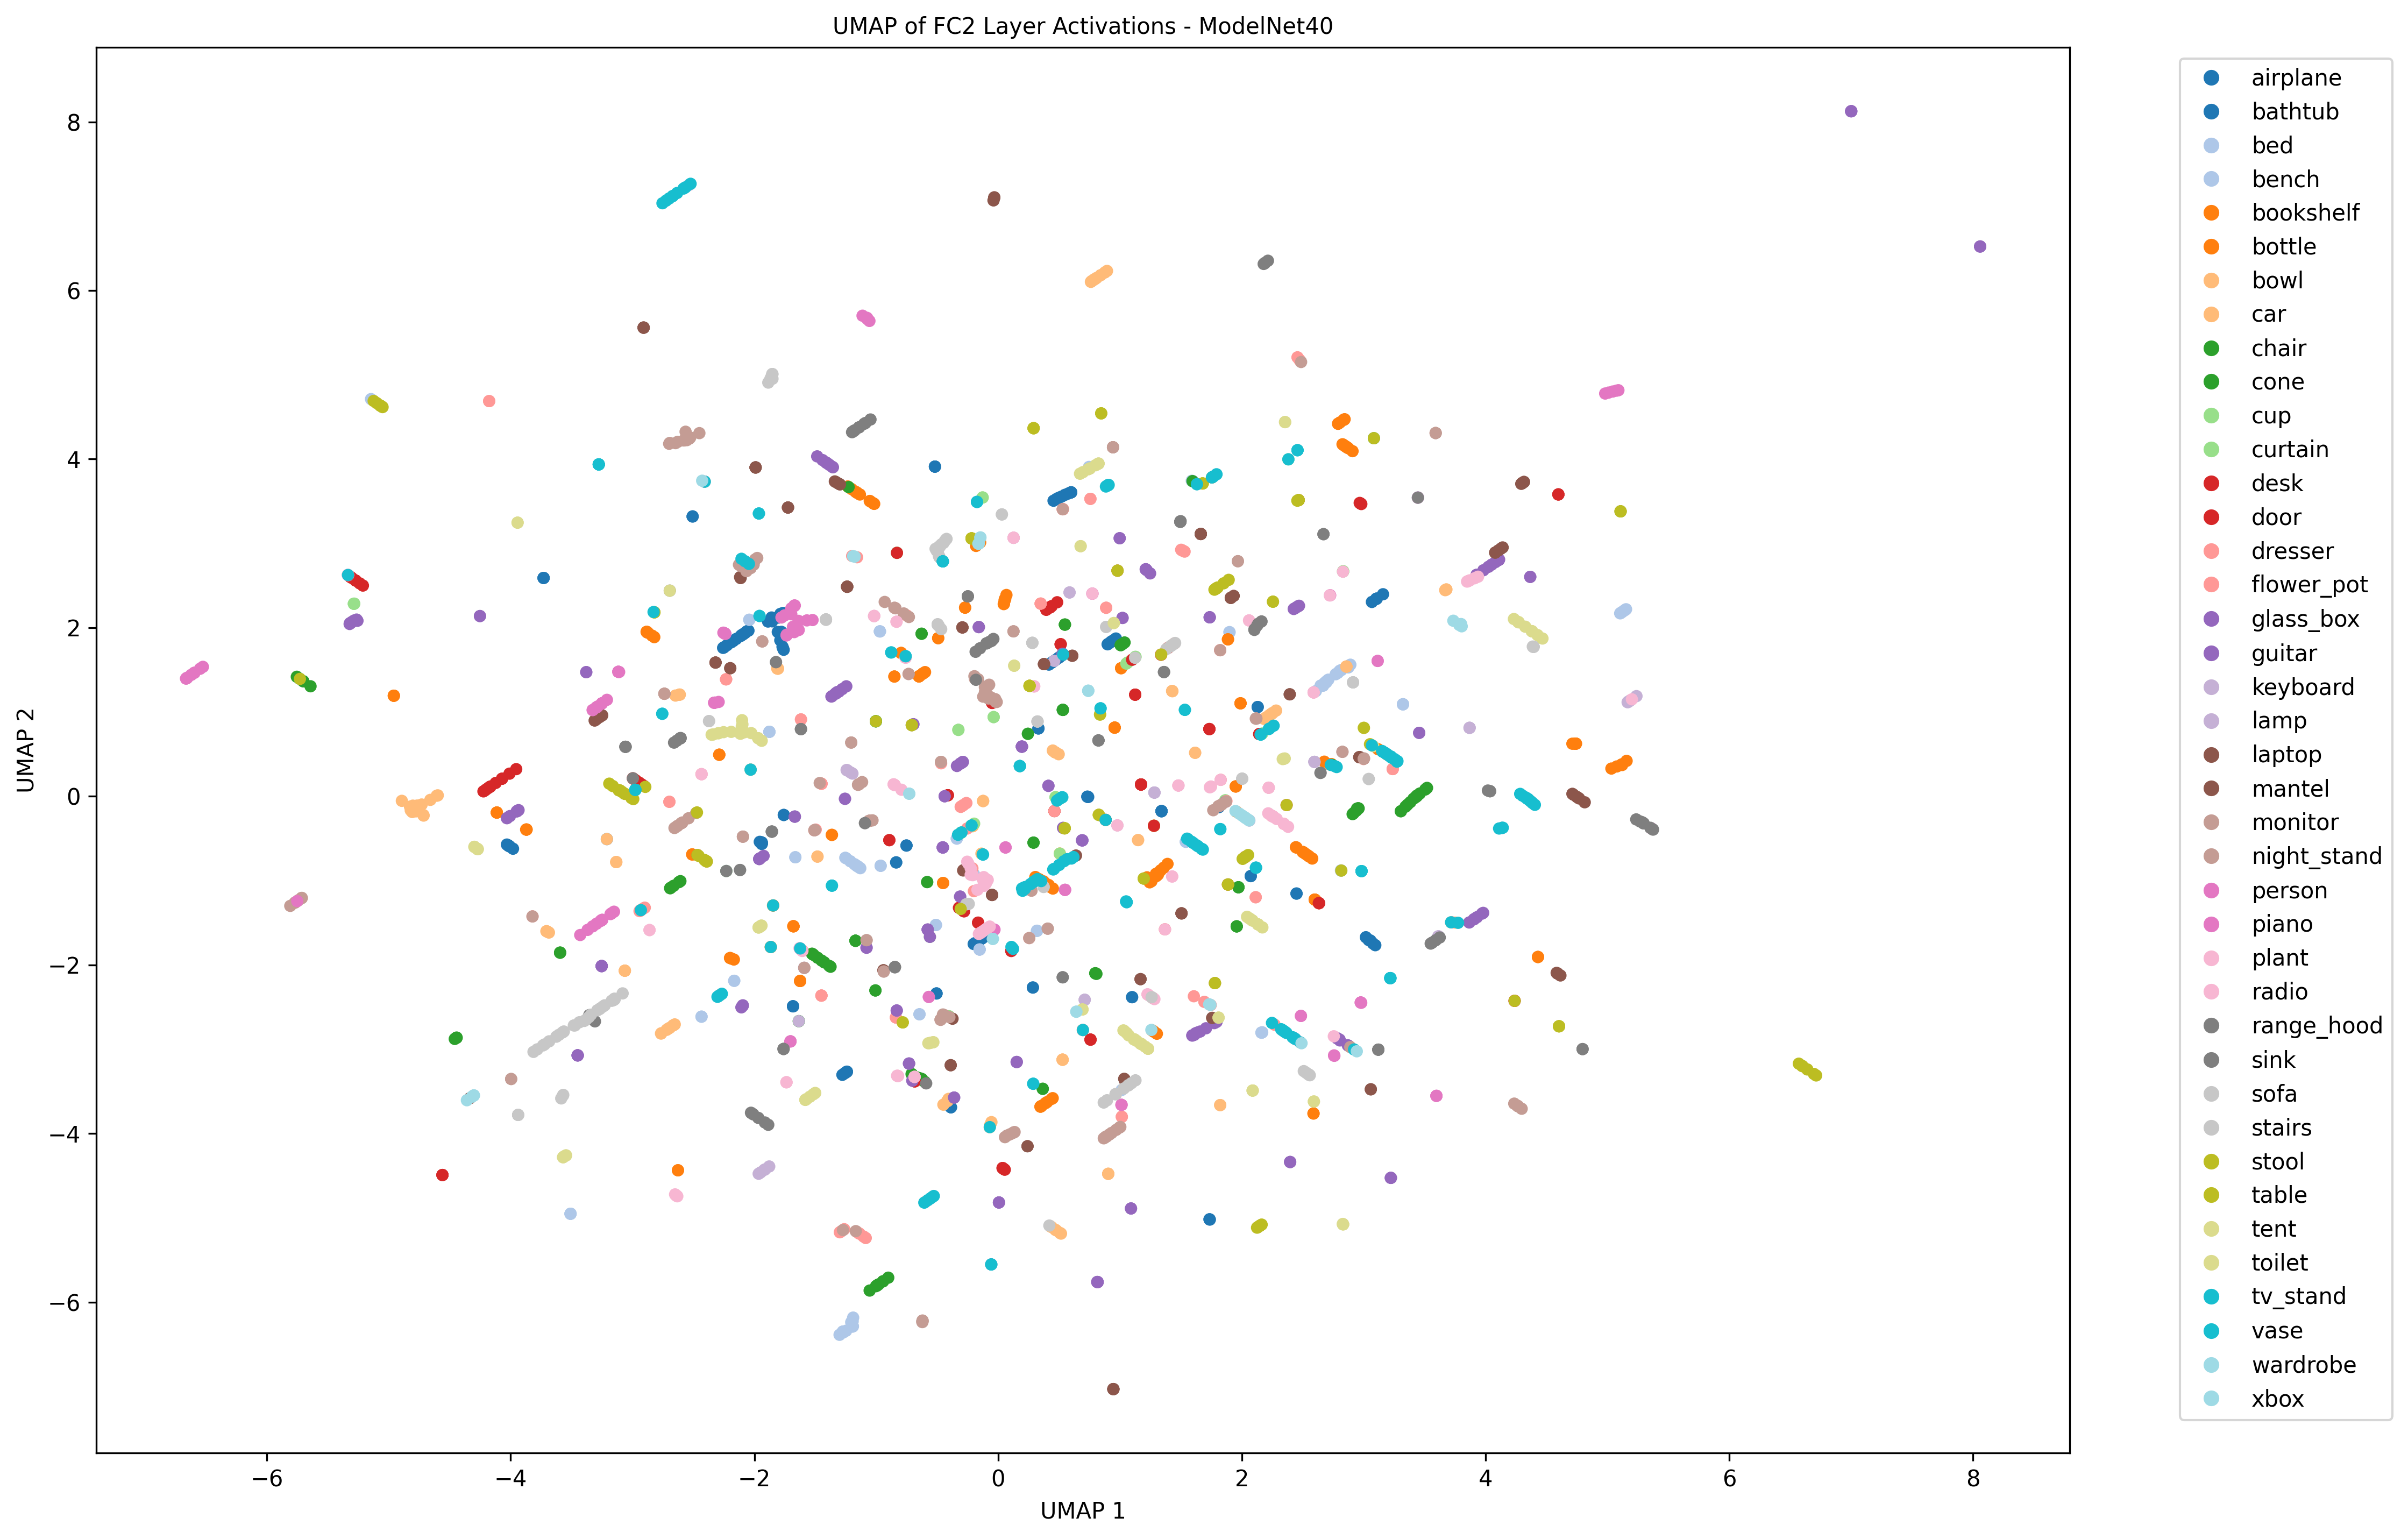 UMAP of FC2 Layer Activations - ModelNet40
8
6
4
2
0
−2
−4
−6
UMAP 2
−6
−4
−2
0
2
4
6
8
UMAP 1
airplane
bathtub
bed
bench
bookshelf
bottle
bowl
car
chair
cone
cup
curtain
desk
door
dresser
flower_pot
glass_box
guitar
keyboard
lamp
laptop
mantel
monitor
night_stand
person
piano
plant
radio
range_hood
sink
sofa
stairs
stool
table
tent
toilet
tv_stand
vase
wardrobe
xbox